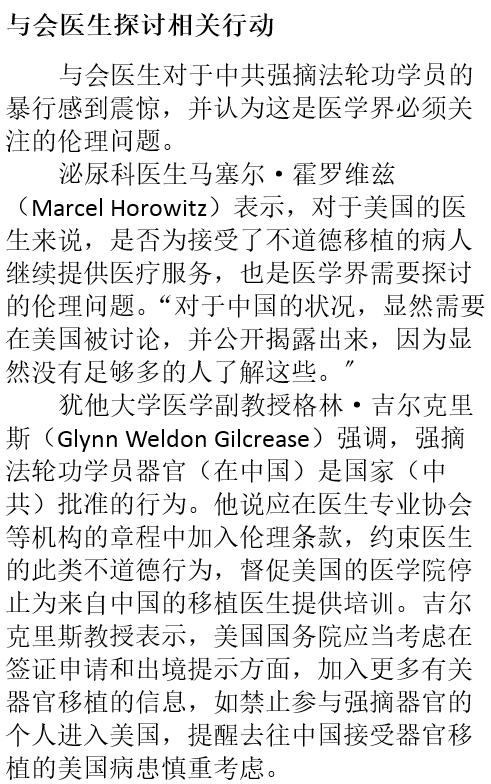 与会医生探讨相关行动
与会医生对于中共强摘法轮功学员的
暴行感到震惊，并认为这是医学界必须关
注的伦理问题。
泌尿科医生马塞尔·霍罗维兹
（Marcel Horowitz）表示，对于美国的医
生来说，是否为接受了不道德移植的病人
继续提供医疗服务，也是医学界需要探讨
的伦理问题。“对于中国的状况，显然需要
在美国被讨论，并公开揭露出来，因为显
然没有足够多的人了解这些。″
犹他大学医学副教授格林·吉尔克里
斯（Glynn Weldon Gilcrease）强调，强摘
法轮功学员器官（在中国）是国家（中
共）批准的行为。他说应在医生专业协会
等机构的章程中加入伦理条款，约束医生
的此类不道德行为，督促美国的医学院停
止为来自中国的移植医生提供培训。吉尔
克里斯教授表示，美国国务院应当考虑在
签证申请和出境提示方面，加入更多有关
器官移植的信息，如禁止参与强摘器官的
个人进入美国，提醒去往中国接受器官移
植的美国病患慎重考虑。